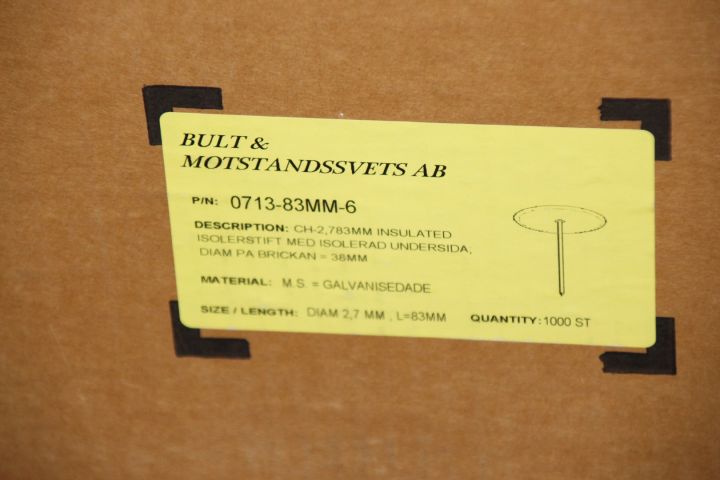 BULT &
MOTSTANDSSVETS AB
P/N: 0713-83MM-6
DESCRIPTION: CH-2,783MM INSULATED
ISOLERSTIFT MED ISOLERAD UNDERSIDA,
DIAM PA BRICKAN = 38MM
MATERIAL: M.S. = GALVANISEDADE
SIZE / LENGTH: DIAM 2,7 MM , L=83MM QUANTITY:1000 ST